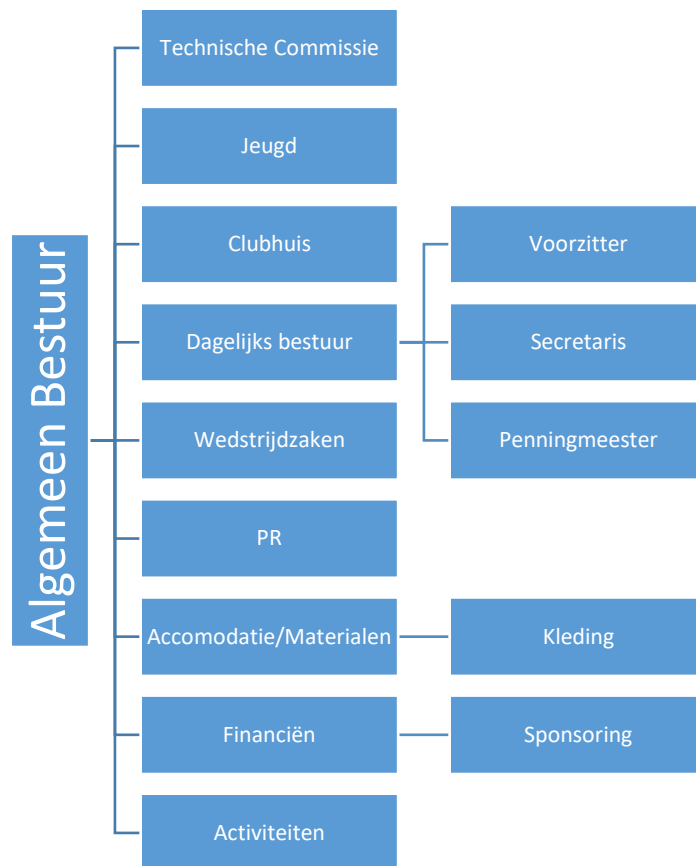 Algemeen Bestuur
Technische Commissie
Jeugd
Clubhuis
Dagelijks bestuur
Voorzitter
Secretaris
Penningmeester
Wedstrijdzaken
PR
Accomodatie/Materialen
Kleding
Financiën
Sponsoring
Activiteiten